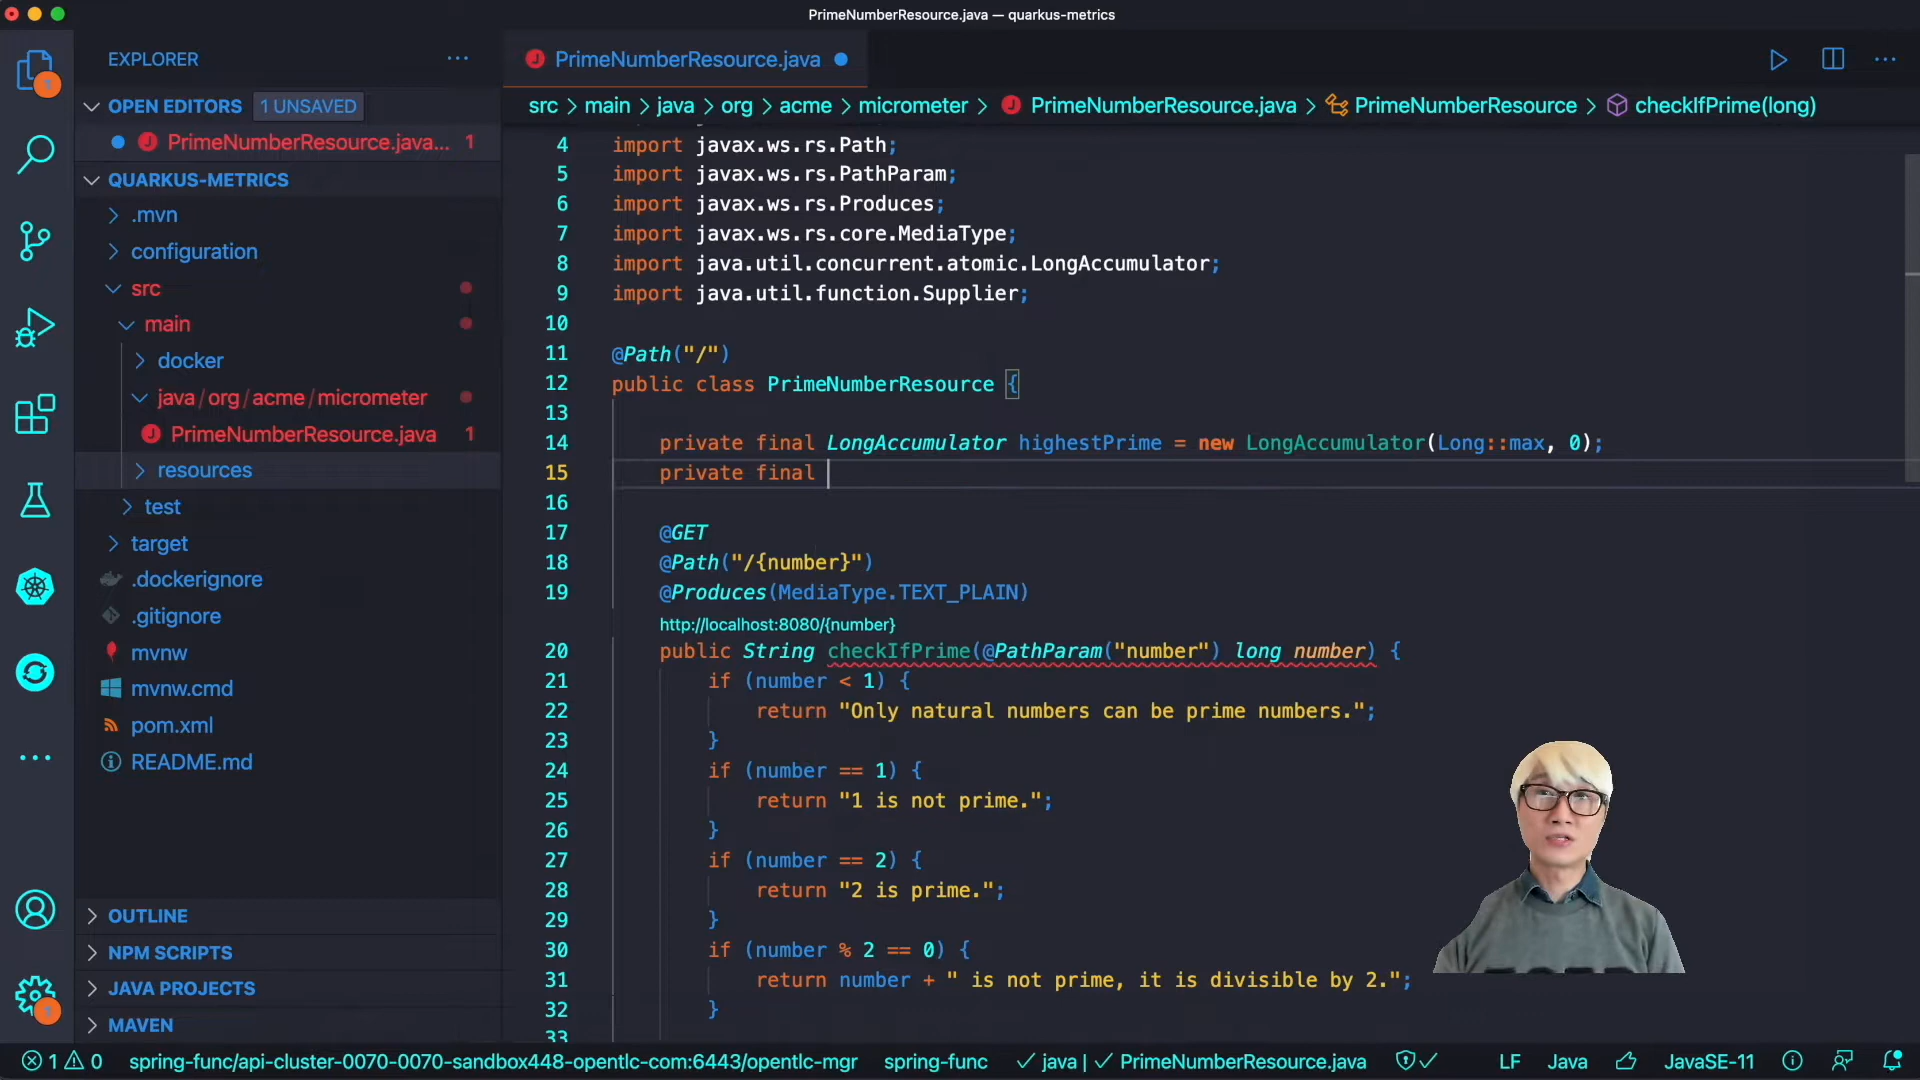 PrimeNumberResource.java — quarkus-metrics
EXPLORER
OPEN EDITORS 1 UNSAVED
PrimeNumberResource.java... 1
QUARKUS-METRICS
.mvn
configuration
src
main
docker
java/org/acme/micrometer
PrimeNumberResource.java 1
resources
test
target
.dockerignore
.gitignore
mvnw
mvnw.cmd
pom.xml
README.md
OUTLINE
NPM SCRIPTS
JAVA PROJECTS
MAVEN
PrimeNumberResource.java
src > main > java > org > acme > micrometer > PrimeNumberResource.java > PrimeNumberResource > checkIfPrime(long)
4 import javax.ws.rs.Path;
5 import javax.ws.rs.PathParam;
6 import javax.ws.rs.Produces;
7 import javax.ws.rs.core.MediaType;
8 import java.util.concurrent.atomic.LongAccumulator;
9 import java.util.function.Supplier;
10
11 @Path("/")
12 public class PrimeNumberResource {
13
14 private final LongAccumulator highestPrime = new LongAccumulator(Long::max, 0);
15 private final
16
17 @GET
18 @Path("/{number}")
19 @Produces(MediaType.TEXT_PLAIN)
http://localhost:8080/{number}
20 public String checkIfPrime(@PathParam("number") long number) {
21 if (number < 1) {
22 return "Only natural numbers can be prime numbers.";
23 }
24 if (number == 1) {
25 return "1 is not prime.";
26 }
27 if (number == 2) {
28 return "2 is prime.";
29 }
30 if (number % 2 == 0) {
31 return number + " is not prime, it is divisible by 2.";
32 }
33
1 0 spring-func/api-cluster-0070-0070-sandbox448-opentlc-com:6443/opentlc-mgr spring-func java | PrimeNumberResource.java LF Java JavaSE-11